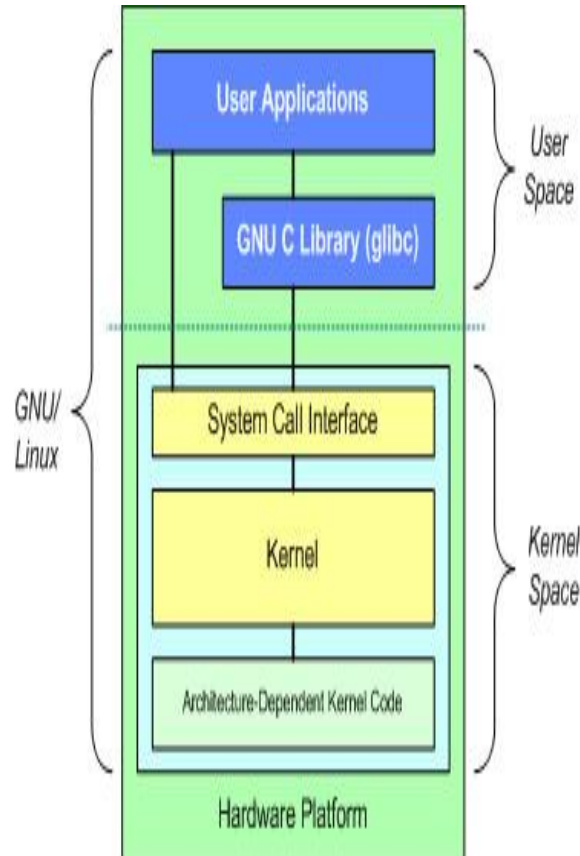 User Applications
User
Space
GNU C Library (glibc)
GNU/
Linux
System Call Interface
Kernel
Kernel
Space
Architecture-Dependent Kernel Code
Hardware Platform